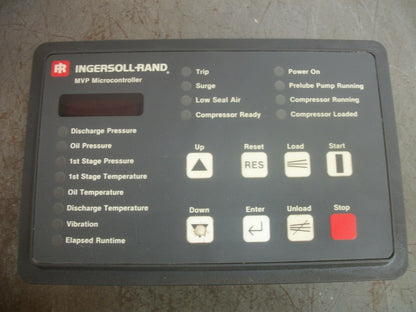 IR INGERSOLL-RAND®
MVP Microcontroller
Trip
Surge
Low Seal Air
Compressor Ready
Power On
Prelube Pump Running
Compressor Running
Compressor Loaded
Discharge Pressure
Oil Pressure
1st Stage Pressure
1st Stage Temperature
Oil Temperature
Discharge Temperature
Vibration
Elapsed Runtime
Up
Reset
Load
Start
RES
Down
Enter
Unload
Stop